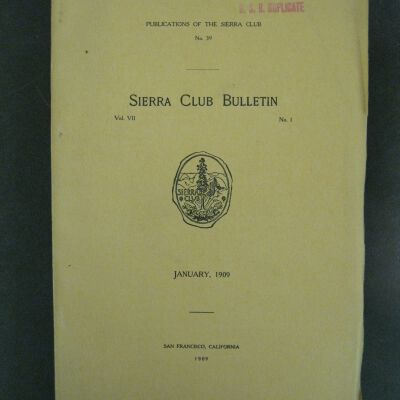 U. S. B. DUPLICATE
PUBLICATIONS OF THE SIERRA CLUB
No. 39
SIERRA CLUB BULLETIN
Vol. VII No. 1
SIERRA
CLUB
JANUARY, 1909
SAN FRANCISCO, CALIFORNIA
1909